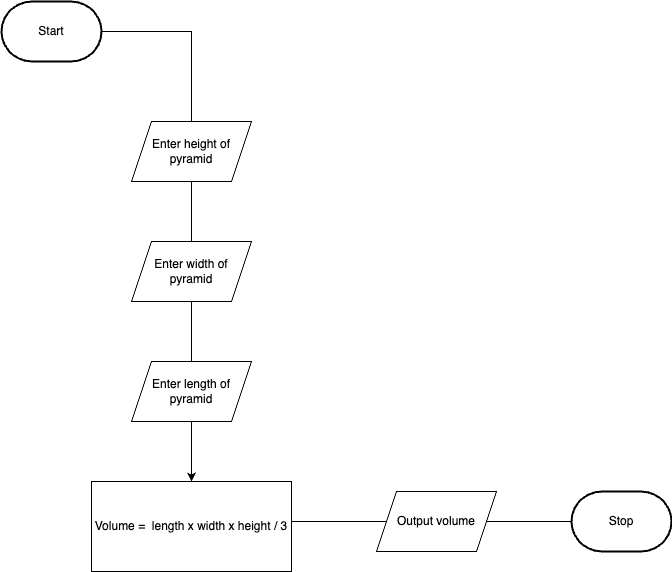 Start
Enter height of
pyramid
Enter width of
pyramid
Enter length of
pyramid
Volume = length x width x height / 3
Output volume
Stop